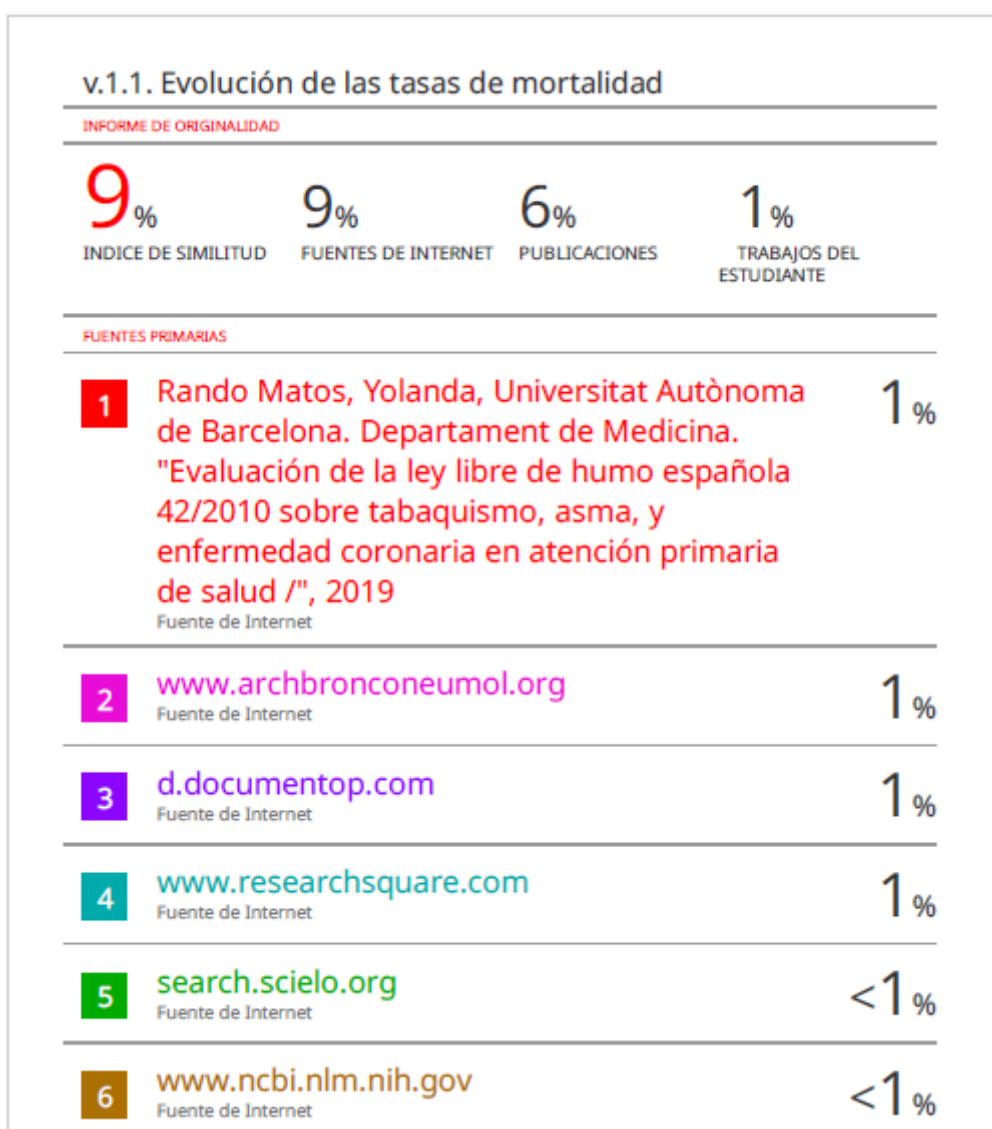 v.1.1. Evolución de las tasas de mortalidad
INFORME DE ORIGINALIDAD
9%
INDICE DE SIMILITUD
9%
FUENTES DE INTERNET
6%
PUBLICACIONES
1%
TRABAJOS DEL
ESTUDIANTE
FUENTES PRIMARIAS
1
Rando Matos, Yolanda, Universitat Autònoma
de Barcelona. Departament de Medicina.
"Evaluación de la ley libre de humo española
42/2010 sobre tabaquismo, asma, y
enfermedad coronaria en atención primaria
de salud /", 2019
Fuente de Internet
1%
2
www.archbronconeumol.org
Fuente de Internet
1%
3
d.documentop.com
Fuente de Internet
1%
4
www.researchsquare.com
Fuente de Internet
1%
5
search.scielo.org
Fuente de Internet
<1%
6
www.ncbi.nlm.nih.gov
Fuente de Internet
<1%